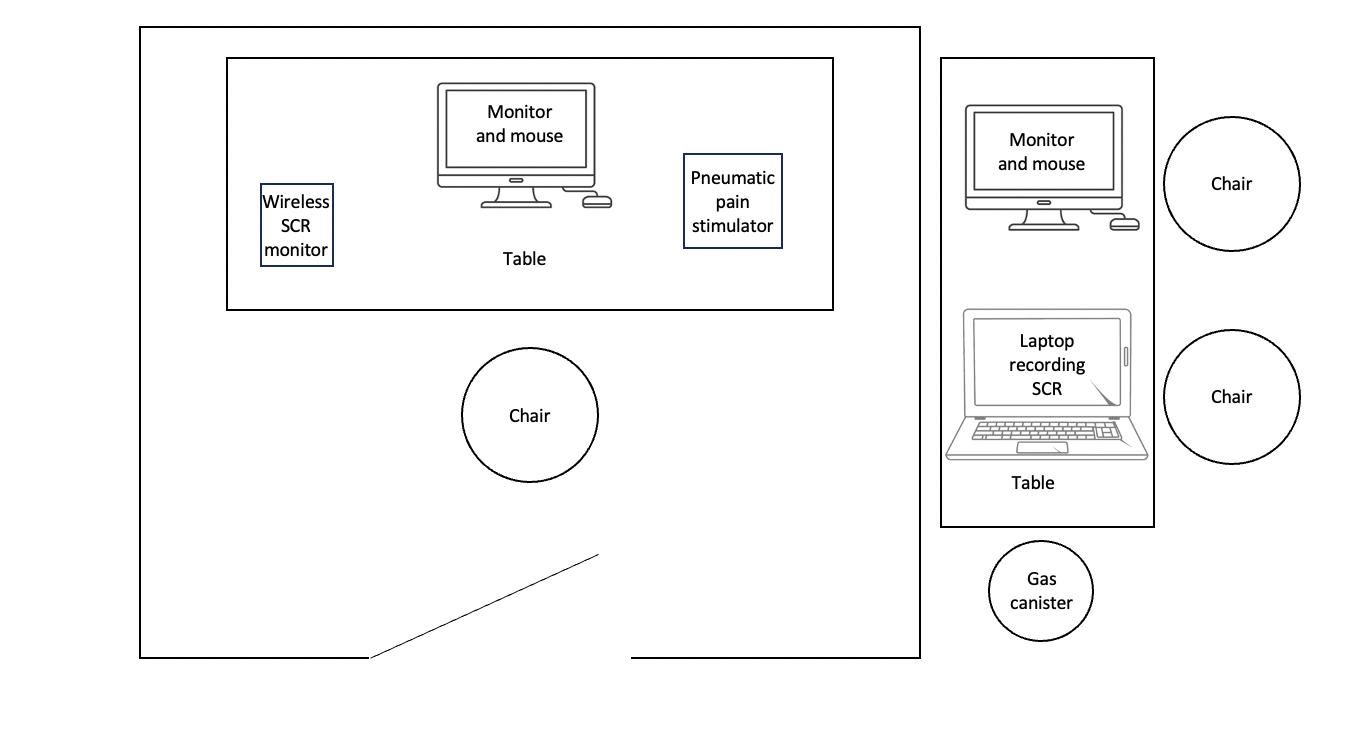 Monitor
and mouse
Wireless
SCR
monitor
Pneumatic
pain
stimulator
Table
Chair
Monitor
and mouse
Chair
Laptop
recording
SCR
Chair
Table
Gas
canister